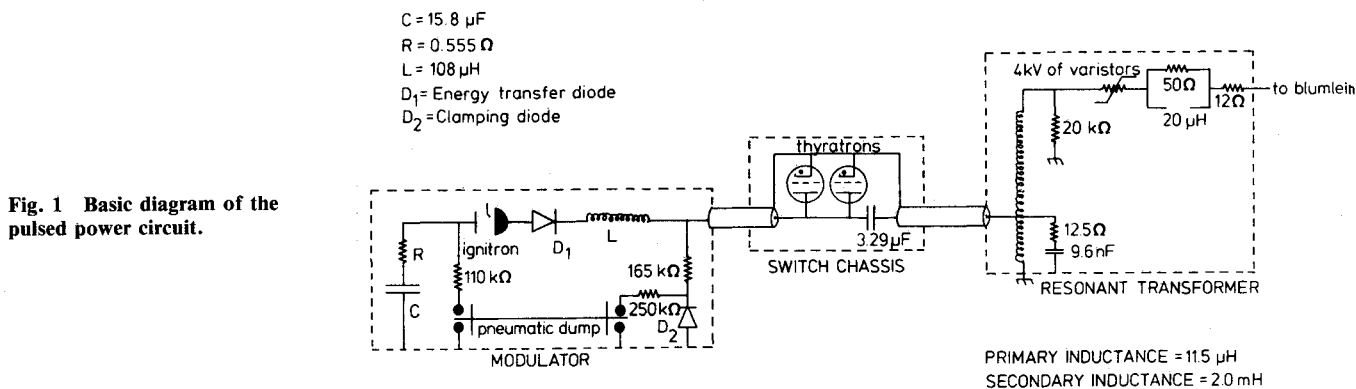 C = 15.8 µF
R = 0.555 Ω
L = 108 µH
D₁ = Energy transfer diode
D₂ = Clamping diode
Fig. 1 Basic diagram of the
pulsed power circuit.
R
C
110 kΩ
ignitron
D₁
L
165 kΩ
250kΩ
D₂
pneumatic dump
MODULATOR
thyratrons
3.29 µF
SWITCH CHASSIS
4kV of varistors
50Ω
20 µH
12Ω
to blumlein
20 kΩ
12.5Ω
9.6nF
RESONANT TRANSFORMER
PRIMARY INDUCTANCE = 11.5 µH
SECONDARY INDUCTANCE = 2.0 mH